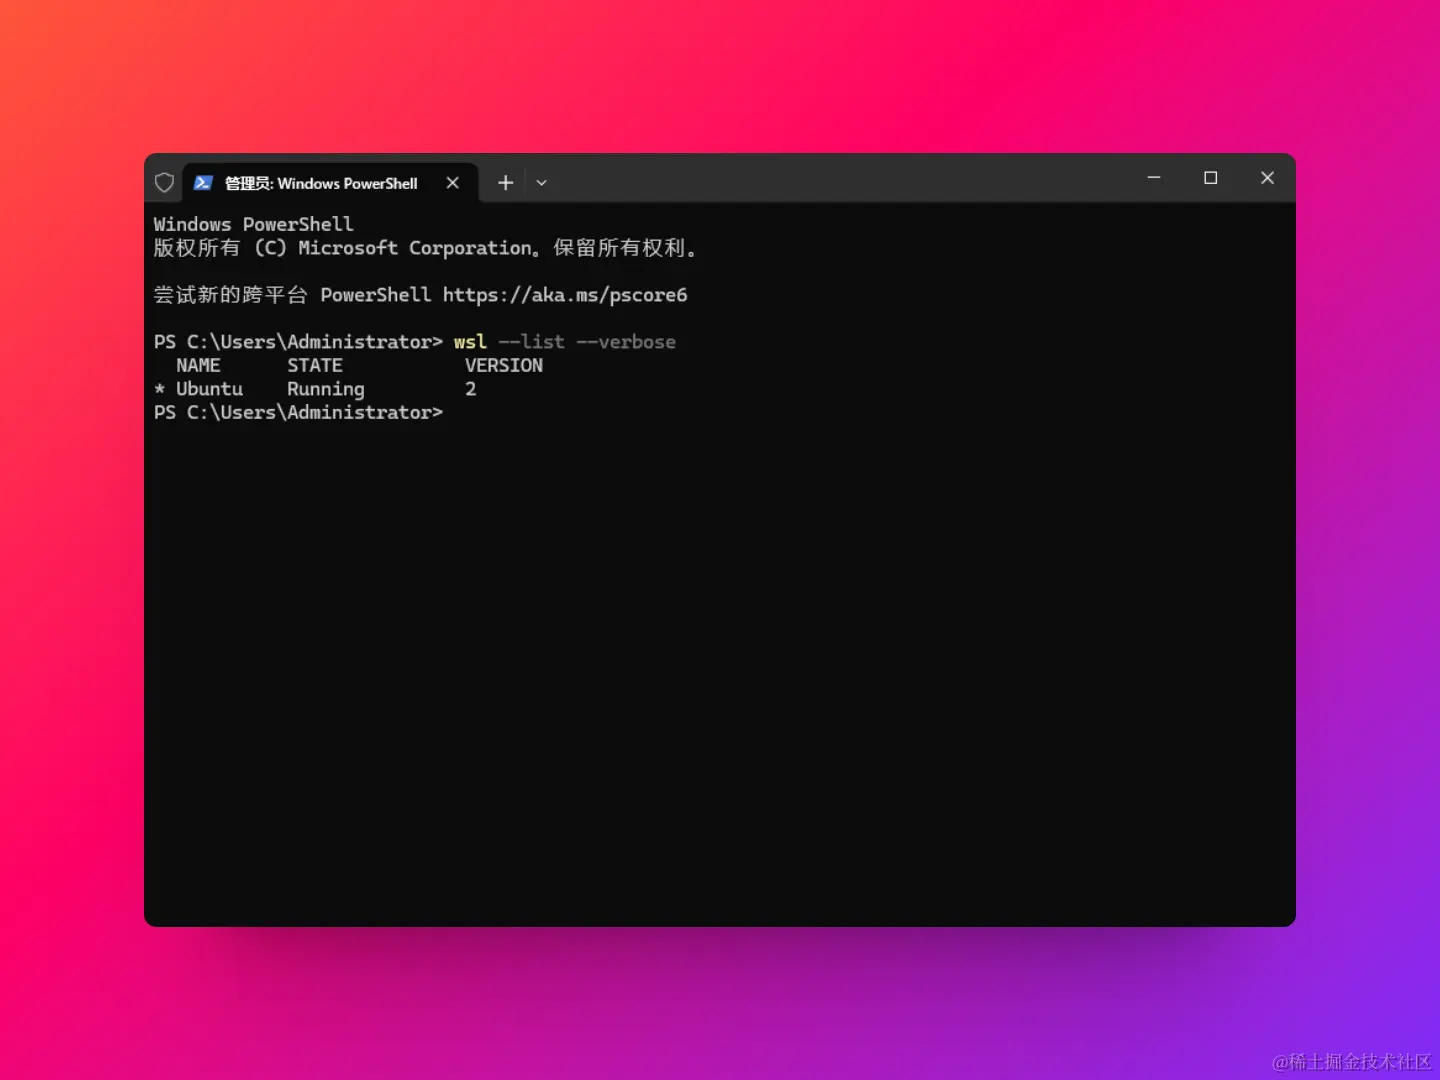 管理员: Windows PowerShell
Windows PowerShell
版权所有 (C) Microsoft Corporation。保留所有权利。
尝试新的跨平台 PowerShell https://aka.ms/pscore6
PS C:\Users\Administrator> wsl --list --verbose
  NAME      STATE           VERSION
* Ubuntu    Running         2
PS C:\Users\Administrator>
@稀土掘金技术社区